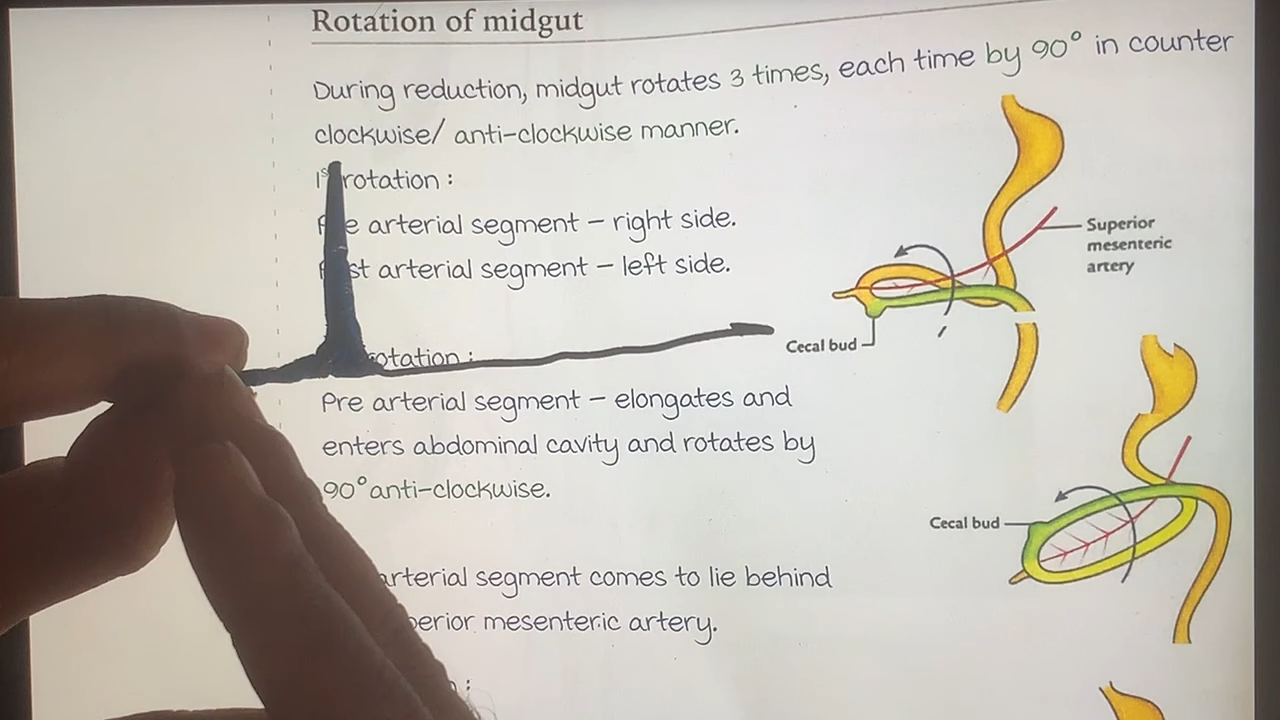 Rotation of midgut
During reduction, midgut rotates 3 times, each time by 90° in counter
clockwise/ anti-clockwise manner.
1st rotation :
arterial segment – right side.
arterial segment – left side.
rotation :
Pre arterial segment – elongates and
enters abdominal cavity and rotates by
90° anti-clockwise.
arterial segment comes to lie behind
mesenteric artery.
Superior
mesenteric
artery
Cecal bud
Cecal bud